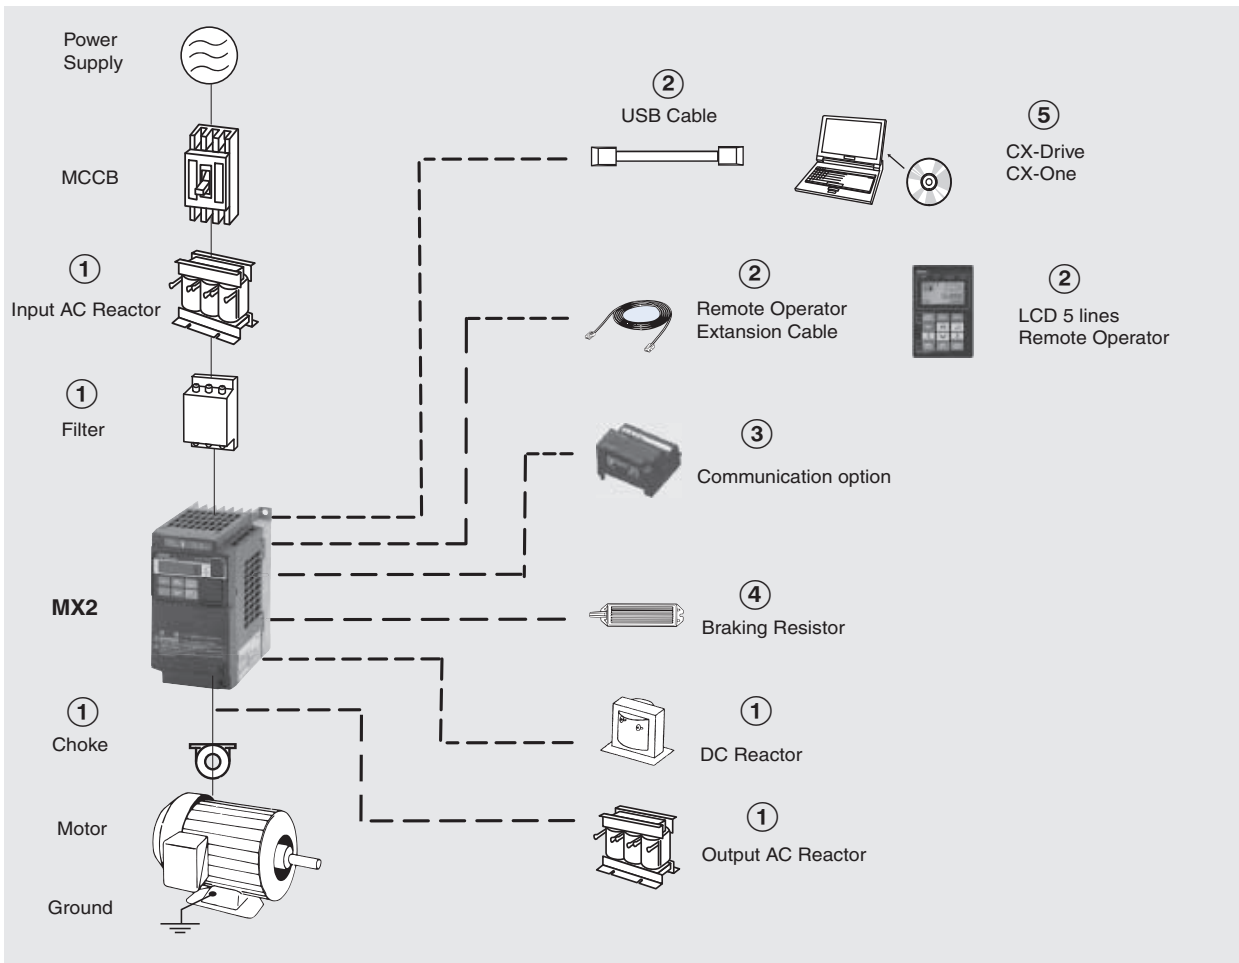 Power
Supply
MCCB
1
Input AC Reactor
1
Filter
MX2
1
Choke
Motor
Ground
2
USB Cable
5
CX-Drive
CX-One
2
Remote Operator
Extansion Cable
2
LCD 5 lines
Remote Operator
3
Communication option
4
Braking Resistor
1
DC Reactor
1
Output AC Reactor